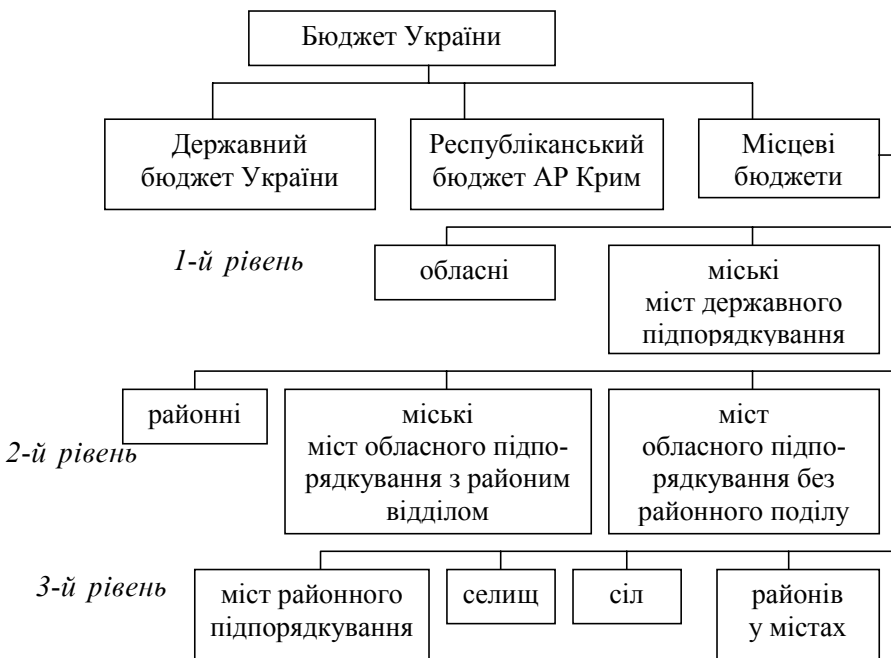 Бюджет України
Державний
бюджет України
Республіканський
бюджет АР Крим
Місцеві
бюджети
1-й рівень
обласні
міські
міст державного
підпорядкування
2-й рівень
районні
міські
міст обласного підпо-
рядкування з районим
відділом
міст
обласного підпо-
рядкування без
районного поділу
3-й рівень
міст районного
підпорядкування
селищ
сіл
районів
у містах